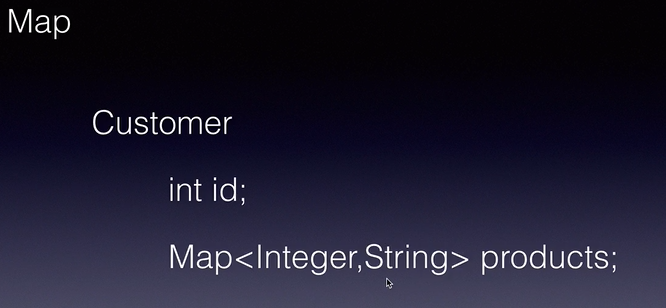 Map
Customer
int id;
Map<Integer,String> products;